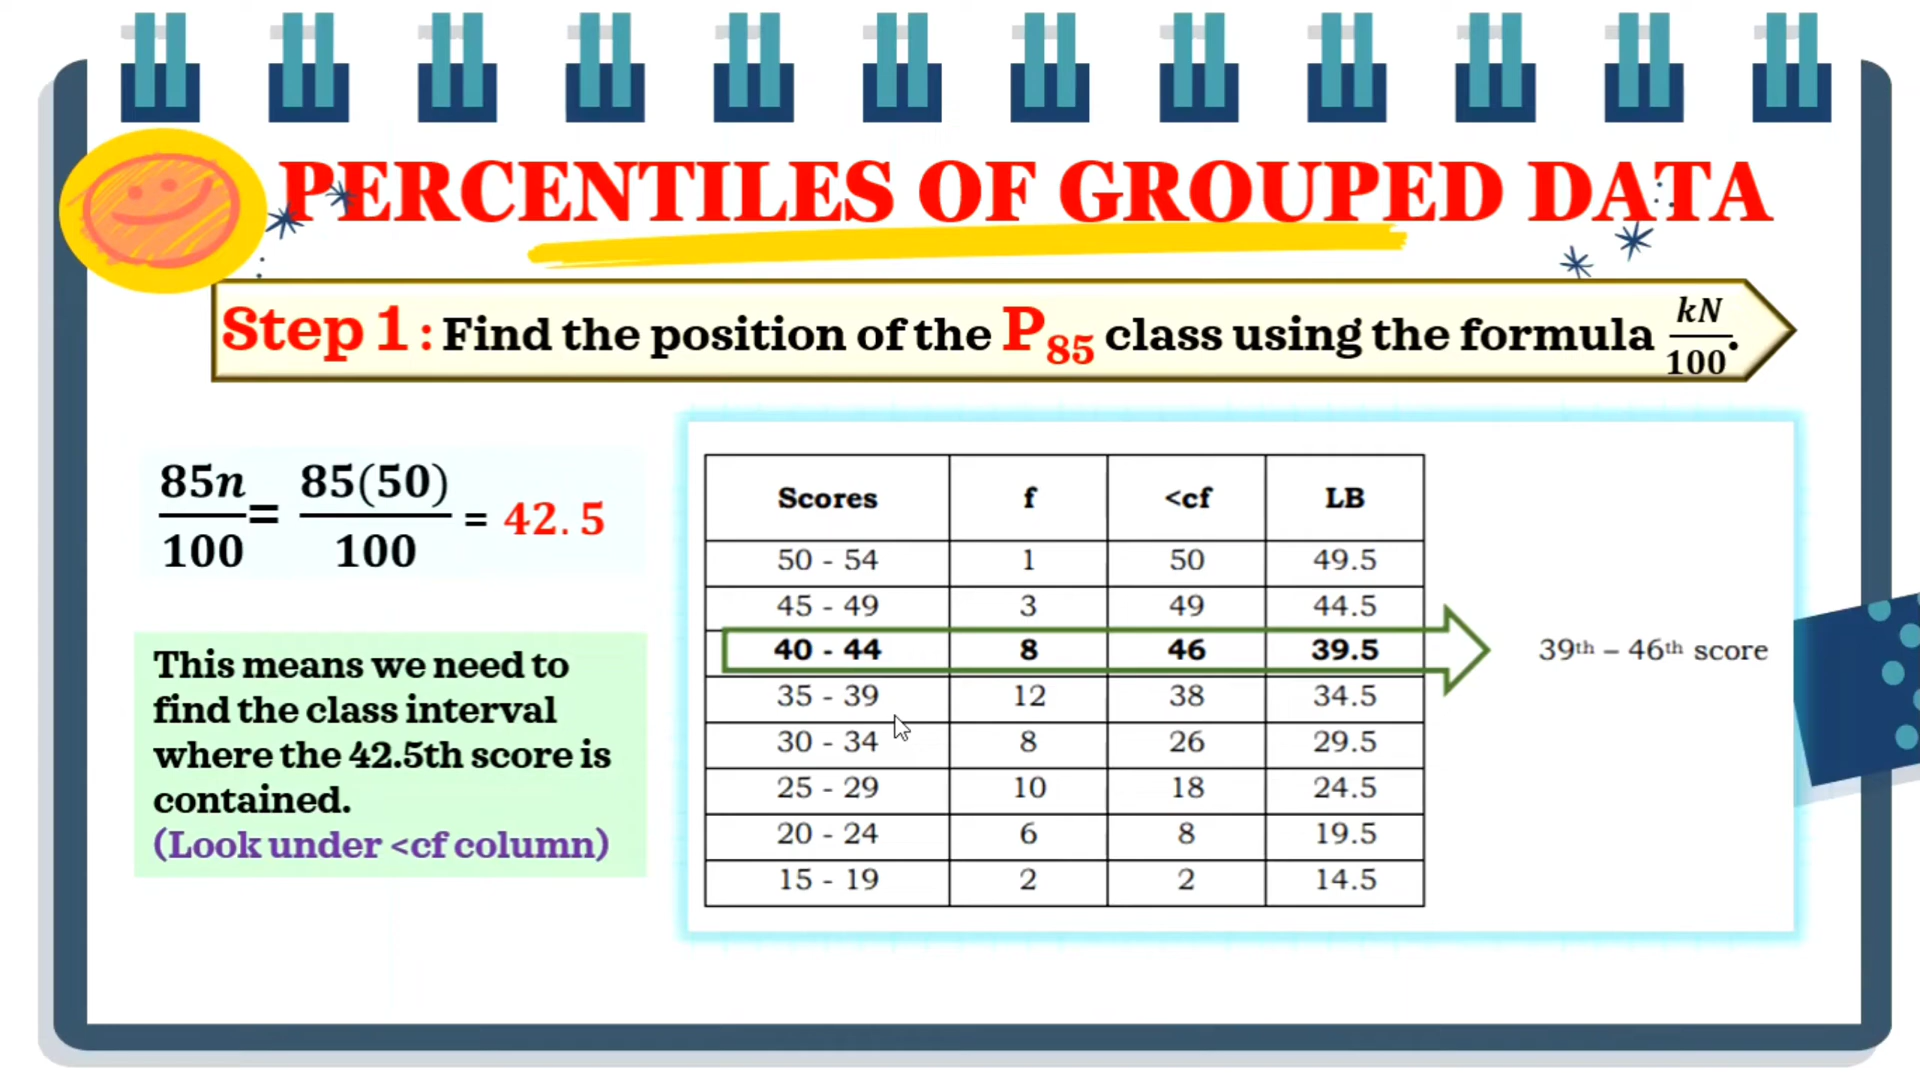 PERCENTILES OF GROUPED DATA
Step 1 : Find the position of the P₈₅ class using the formula kN/100.
85n/100 = 85(50)/100 = 42.5
This means we need to
find the class interval
where the 42.5th score is
contained.
(Look under <cf column)
Scores f <cf LB
50 - 54 1 50 49.5
45 - 49 3 49 44.5
40 - 44 8 46 39.5
39th – 46th score
35 - 39 12 38 34.5
30 - 34 8 26 29.5
25 - 29 10 18 24.5
20 - 24 6 8 19.5
15 - 19 2 2 14.5